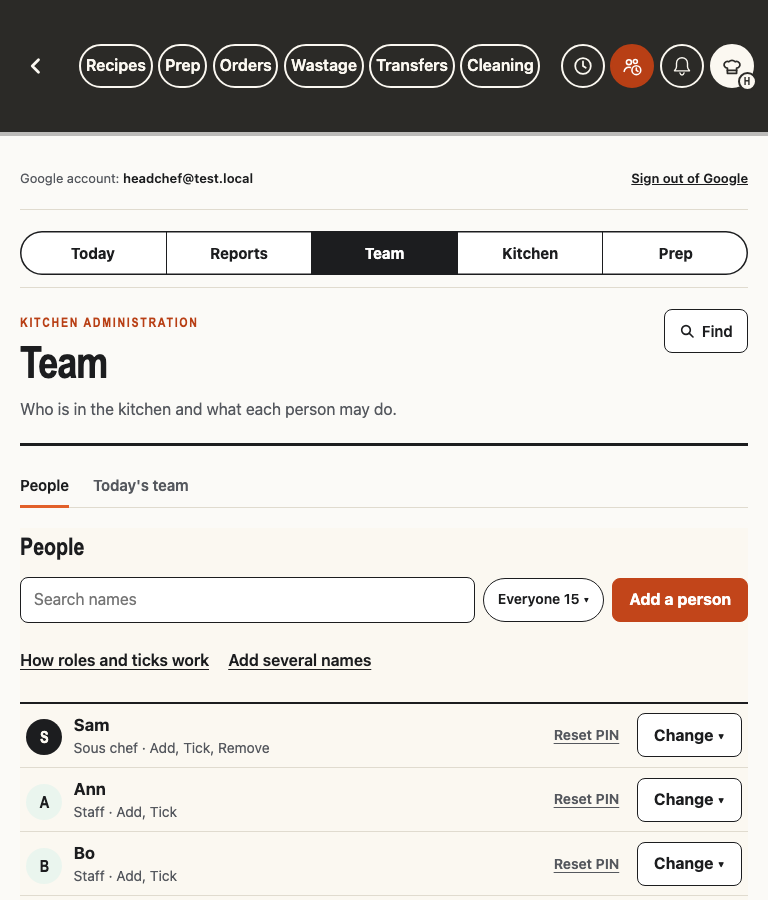 Recipes Prep Orders Wastage Transfers Cleaning
H
Google account: headchef@test.local Sign out of Google
Today Reports Team Kitchen Prep
KITCHEN ADMINISTRATION
Find
Team
Who is in the kitchen and what each person may do.
People Today's team
People
Search names Everyone 15 ▾ Add a person
How roles and ticks work Add several names
S Sam
Sous chef · Add, Tick, Remove
Reset PIN Change ▾
A Ann
Staff · Add, Tick
Reset PIN Change ▾
B Bo
Staff · Add, Tick
Reset PIN Change ▾